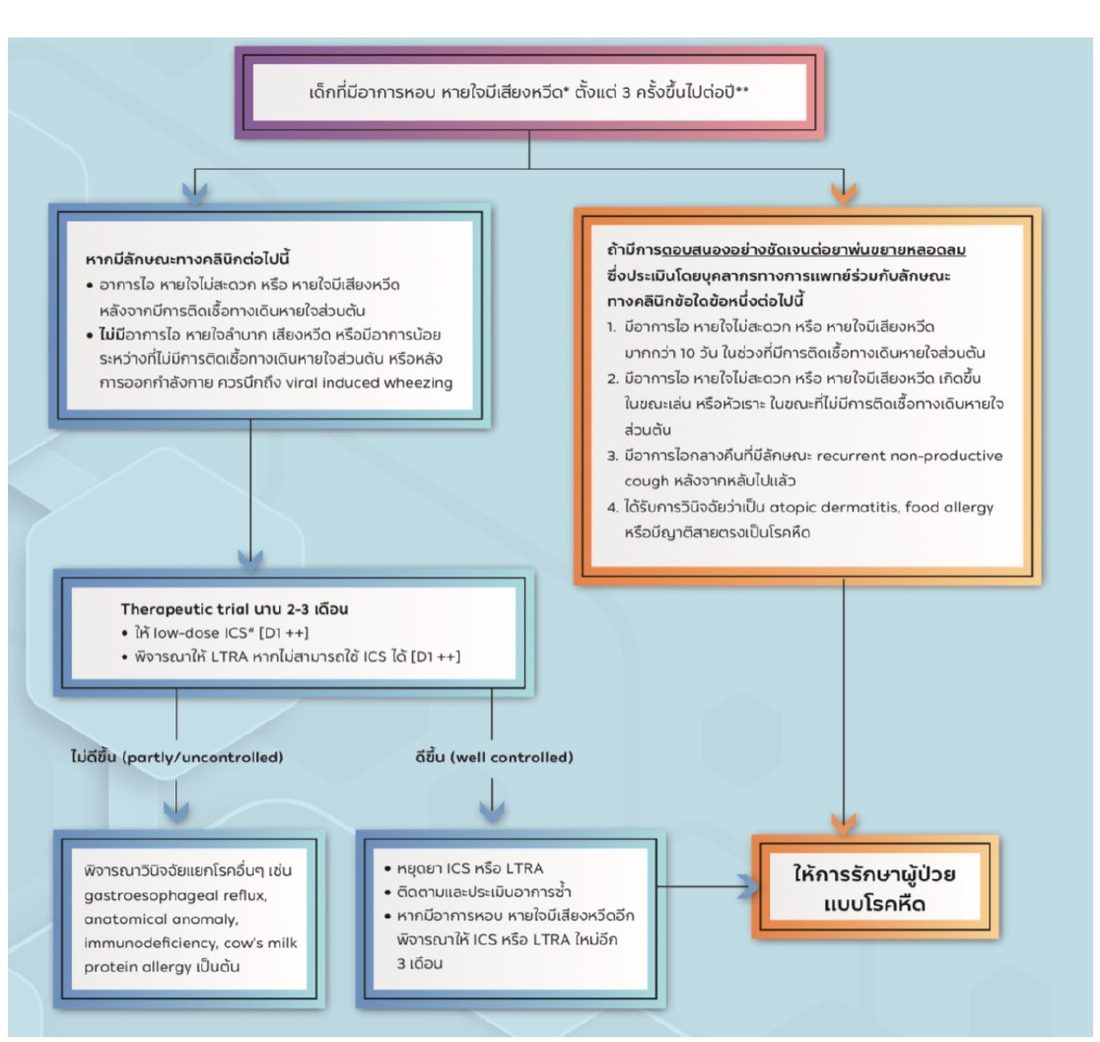 เด็กที่มีอาการหอบ หายใจมีเสียงหวีด* ตั้งแต่ 3 ครั้งขึ้นไปต่อปี**
หากมีลักษณะทางคลินิกต่อไปนี้
• อาการไอ หายใจไม่สะดวก หรือ หายใจมีเสียงหวีด
หลังจากมีการติดเชื้อทางเดินหายใจส่วนต้น
• ไม่มีอาการไอ หายใจลำบาก เสียงหวีด หรือมีอาการน้อย
ระหว่างที่ไม่มีการติดเชื้อทางเดินหายใจส่วนต้น หรือหลัง
การออกกำลังกาย ควรนึกถึง viral induced wheezing
ถ้ามีการตอบสนองอย่างชัดเจนต่อยาพ่นขยายหลอดลม
ซึ่งประเมินโดยบุคลากรทางการแพทย์ร่วมกับลักษณะ
ทางคลินิกข้อใดข้อหนึ่งต่อไปนี้
1. มีอาการไอ หายใจไม่สะดวก หรือ หายใจมีเสียงหวีด
มากกว่า 10 วัน ในช่วงที่มีการติดเชื้อทางเดินหายใจส่วนต้น
2. มีอาการไอ หายใจไม่สะดวก หรือ หายใจมีเสียงหวีด เกิดขึ้น
ในขณะเล่น หรือหัวเราะ ในขณะที่ไม่มีการติดเชื้อทางเดินหายใจ
ส่วนต้น
3. มีอาการไอกลางคืนที่มีลักษณะ recurrent non-productive
cough หลังจากหลับไปแล้ว
4. ได้รับการวินิจฉัยว่าเป็น atopic dermatitis, food allergy
หรือมีญาติสายตรงเป็นโรคหืด
Therapeutic trial นาน 2-3 เดือน
• ให้ low-dose ICS# [D1 ++]
• พิจารณาให้ LTRA หากไม่สามารถใช้ ICS ได้ [D1 ++]
ไม่ดีขึ้น (partly/uncontrolled)
ดีขึ้น (well controlled)
พิจารณาวินิจฉัยแยกโรคอื่นๆ เช่น
gastroesophageal reflux,
anatomical anomaly,
immunodeficiency, cow's milk
protein allergy เป็นต้น
• หยุดยา ICS หรือ LTRA
• ติดตามและประเมินอาการซ้ำ
• หากมีอาการหอบ หายใจมีเสียงหวีดอีก
พิจารณาให้ ICS หรือ LTRA ใหม่อีก
3 เดือน
ให้การรักษาผู้ป่วย
แบบโรคหืด